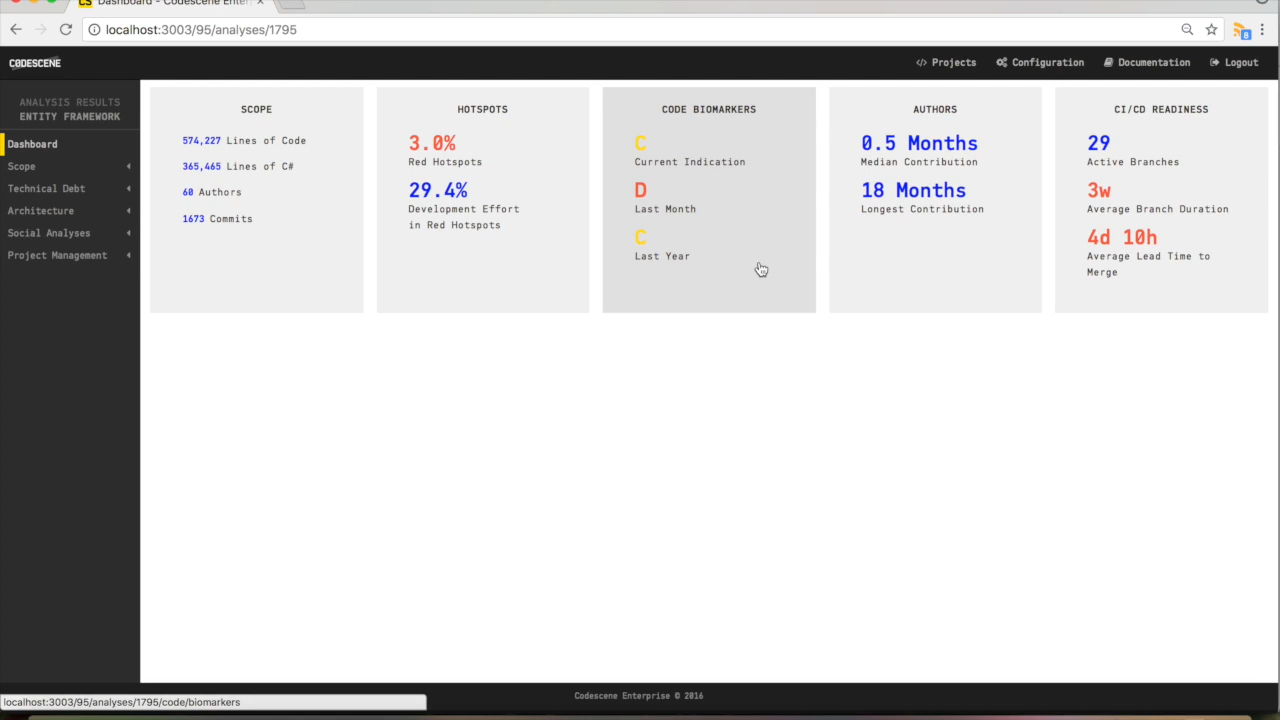 Dashboard - Codescene Enter
localhost:3003/95/analyses/1795
8
CODESCENE
Projects
Configuration
Documentation
Logout
ANALYSIS RESULTS
ENTITY FRAMEWORK
Dashboard
Scope
Technical Debt
Architecture
Social Analyses
Project Management
SCOPE
574,227 Lines of Code
365,465 Lines of C#
60 Authors
1673 Commits
HOTSPOTS
3.0%
Red Hotspots
29.4%
Development Effort
in Red Hotspots
CODE BIOMARKERS
C
Current Indication
D
Last Month
C
Last Year
AUTHORS
0.5 Months
Median Contribution
18 Months
Longest Contribution
CI/CD READINESS
29
Active Branches
3w
Average Branch Duration
4d 10h
Average Lead Time to
Merge
Codescene Enterprise © 2016
localhost:3003/95/analyses/1795/code/biomarkers